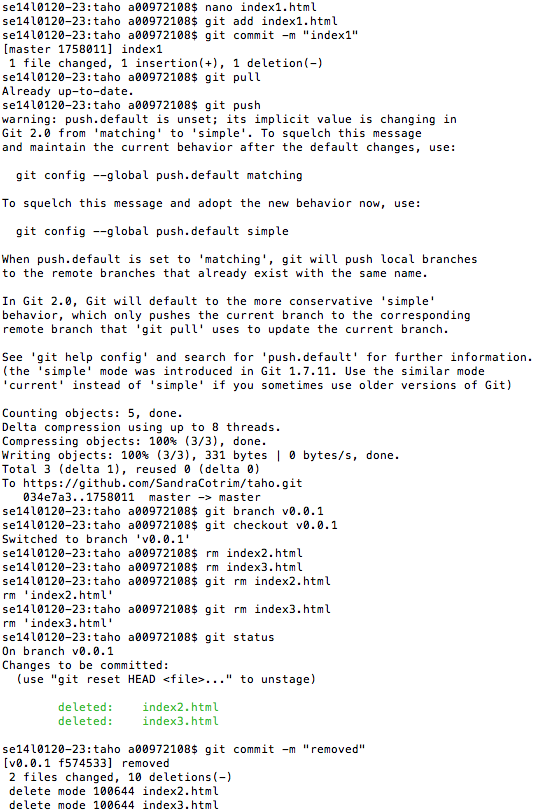 se14l0120-23:taho a00972108$ nano index1.html
se14l0120-23:taho a00972108$ git add index1.html
se14l0120-23:taho a00972108$ git commit -m "index1"
[master 1758011] index1
 1 file changed, 1 insertion(+), 1 deletion(-)
se14l0120-23:taho a00972108$ git pull
Already up-to-date.
se14l0120-23:taho a00972108$ git push
warning: push.default is unset; its implicit value is changing in
Git 2.0 from 'matching' to 'simple'. To squelch this message
and maintain the current behavior after the default changes, use:

  git config --global push.default matching

To squelch this message and adopt the new behavior now, use:

  git config --global push.default simple

When push.default is set to 'matching', git will push local branches
to the remote branches that already exist with the same name.

In Git 2.0, Git will default to the more conservative 'simple'
behavior, which only pushes the current branch to the corresponding
remote branch that 'git pull' uses to update the current branch.

See 'git help config' and search for 'push.default' for further information.
(the 'simple' mode was introduced in Git 1.7.11. Use the similar mode
'current' instead of 'simple' if you sometimes use older versions of Git)

Counting objects: 5, done.
Delta compression using up to 8 threads.
Compressing objects: 100% (3/3), done.
Writing objects: 100% (3/3), 331 bytes | 0 bytes/s, done.
Total 3 (delta 1), reused 0 (delta 0)
To https://github.com/SandraCotrim/taho.git
   034e7a3..1758011  master -> master
se14l0120-23:taho a00972108$ git branch v0.0.1
se14l0120-23:taho a00972108$ git checkout v0.0.1
Switched to branch 'v0.0.1'
se14l0120-23:taho a00972108$ rm index2.html
se14l0120-23:taho a00972108$ rm index3.html
se14l0120-23:taho a00972108$ git rm index2.html
rm 'index2.html'
se14l0120-23:taho a00972108$ git rm index3.html
rm 'index3.html'
se14l0120-23:taho a00972108$ git status
On branch v0.0.1
Changes to be committed:
  (use "git reset HEAD <file>..." to unstage)

        deleted:    index2.html
        deleted:    index3.html

se14l0120-23:taho a00972108$ git commit -m "removed"
[v0.0.1 f574533] removed
 2 files changed, 10 deletions(-)
 delete mode 100644 index2.html
 delete mode 100644 index3.html